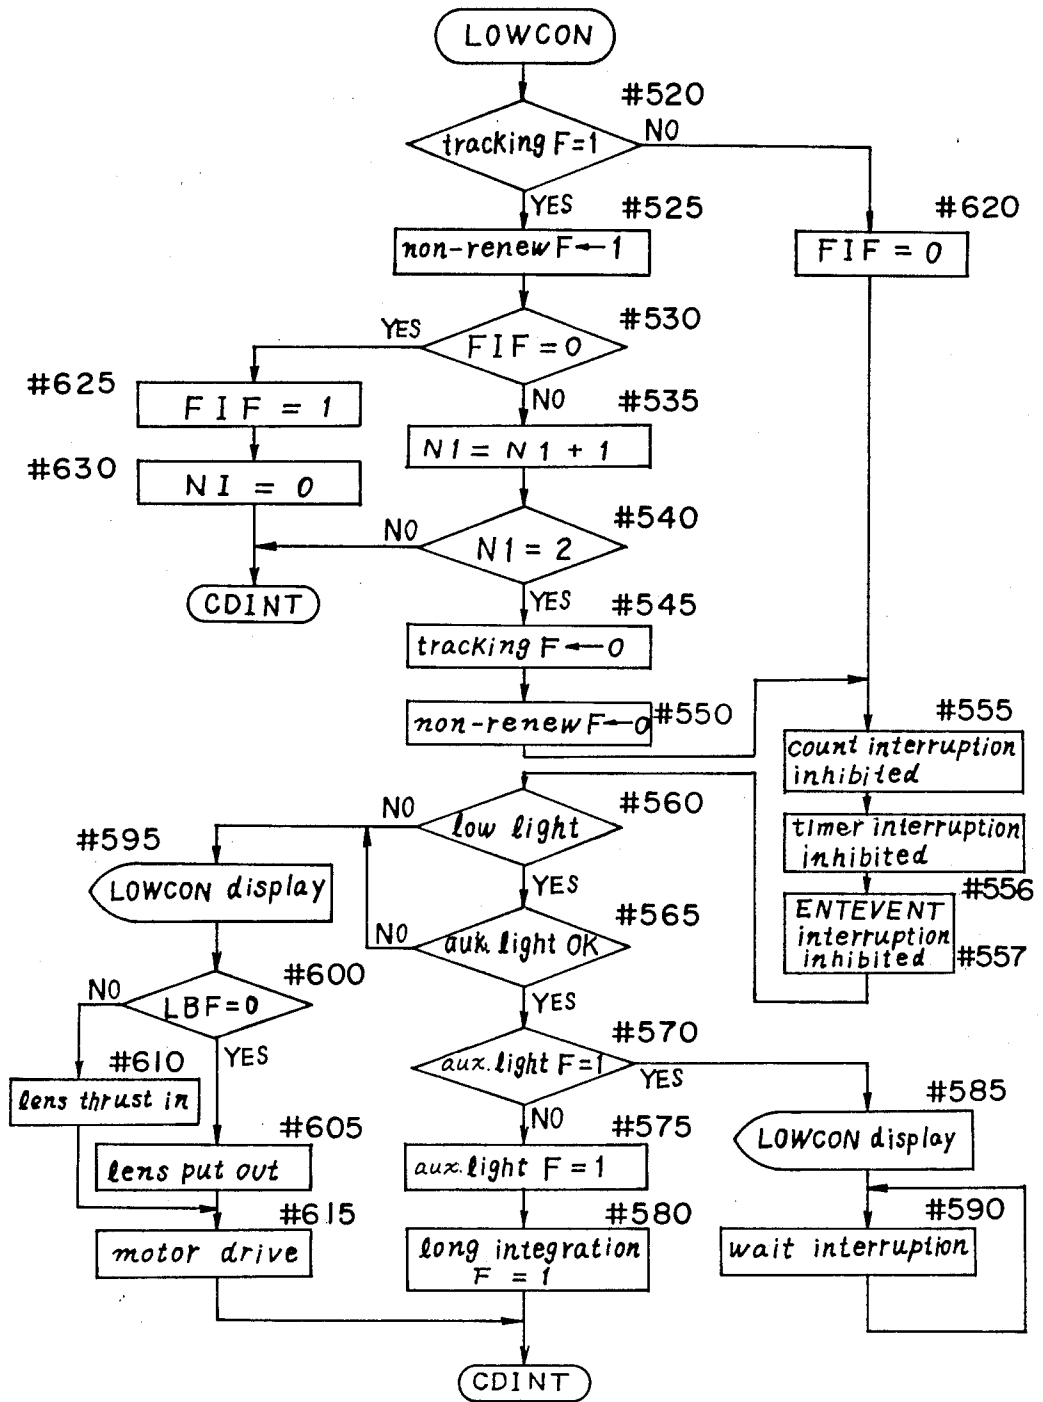 LOWCON
#520
tracking F=1
NO
YES
#525
#620
non-renew F←1
FIF = 0
#530
YES
FIF = 0
#625
NO
#535
FIF = 1
N1 = N1 + 1
#630
NI = 0
#540
NO
N1 = 2
CDINT
YES
#545
tracking F←0
non-renew F←0
#550
#555
count interruption
inhibited
#560
NO
low light
#595
timer interruption
inhibited
LOWCON display
YES
#556
#565
ENTEVENT
interruption
inhibited
#557
NO
auk. light OK
#600
NO
LBF=0
YES
#570
#610
YES
aux. light F=1
YES
lens thrust in
#585
NO
#605
#575
LOWCON display
lens put out
aux. light F = 1
#615
#580
#590
motor drive
long integration
F = 1
wait interruption
CDINT